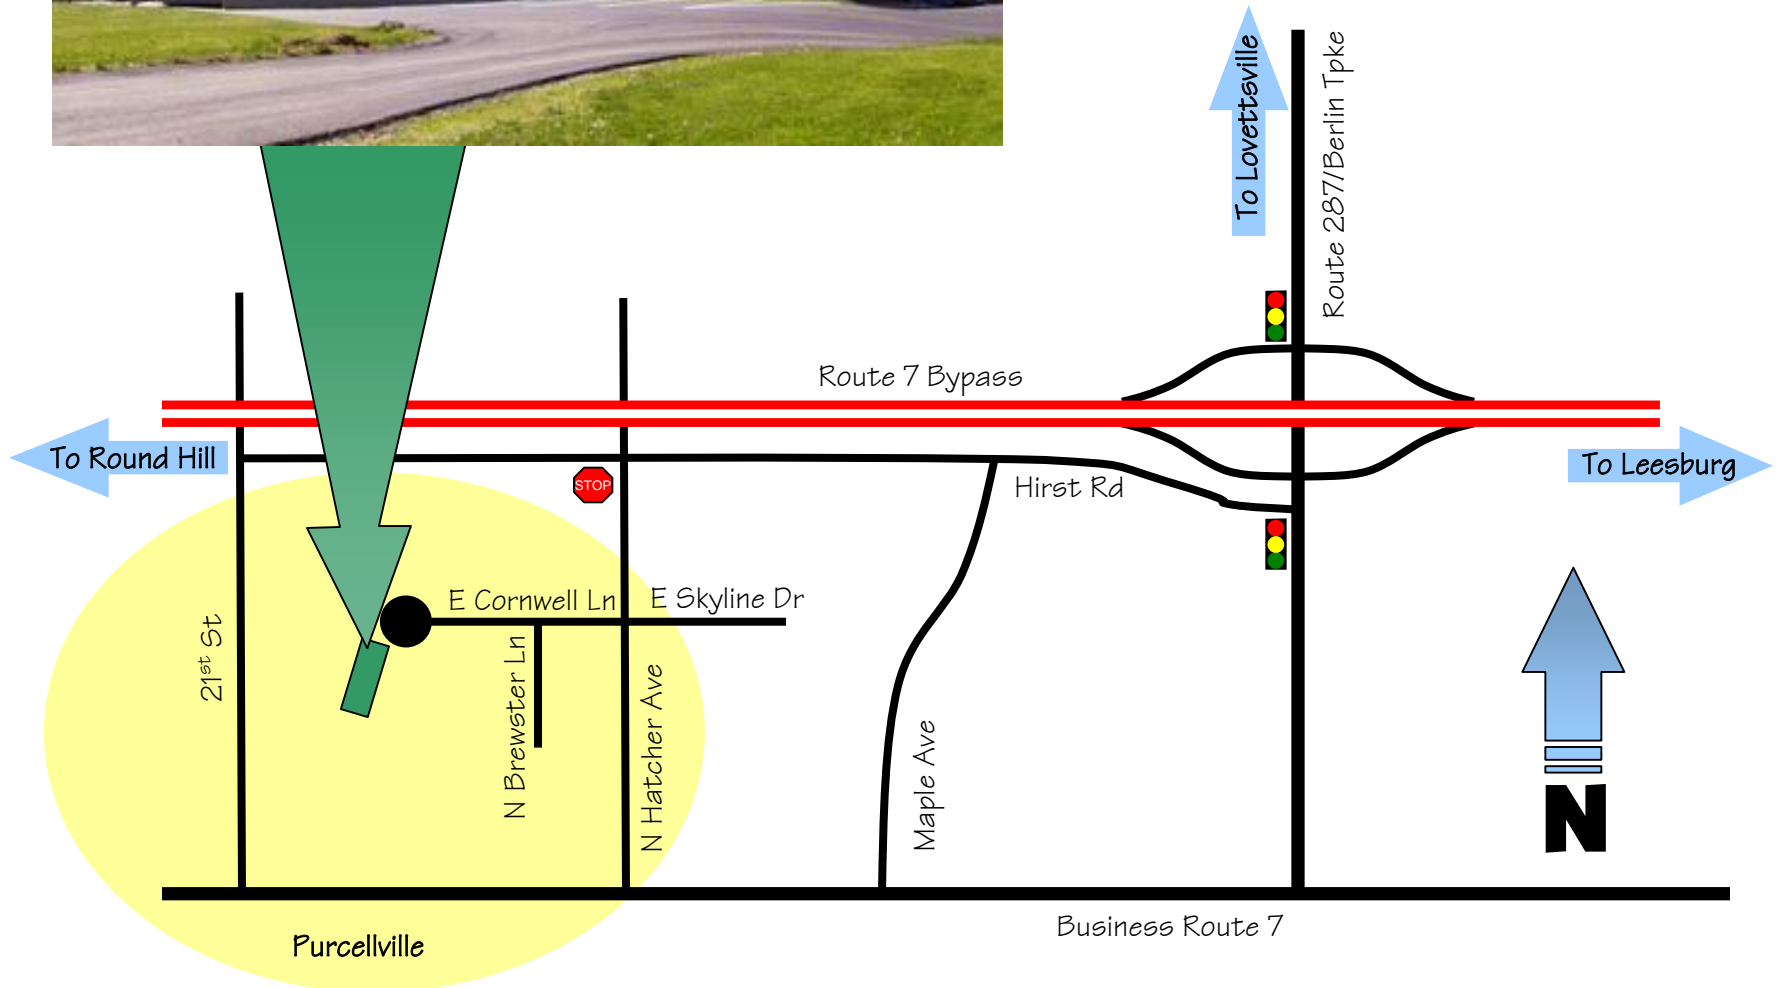 To Lovettsville
Route 287/Berlin Tpke
Route 7 Bypass
To Round Hill
STOP
Hirst Rd
To Leesburg
E Cornwell Ln
E Skyline Dr
21st St
N Brewster Ln
N Hatcher Ave
Maple Ave
N
Business Route 7
Purcellville